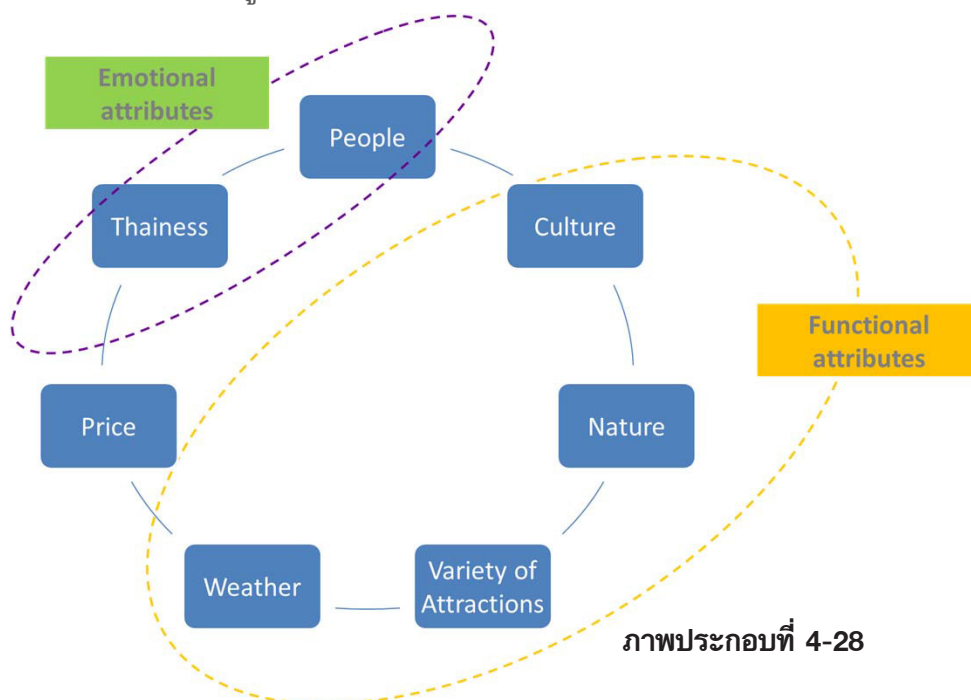 Emotional
attributes
People
Thainess
Culture
Functional
attributes
Price
Nature
Weather
Variety of
Attractions
ภาพประกอบที่ 4-28